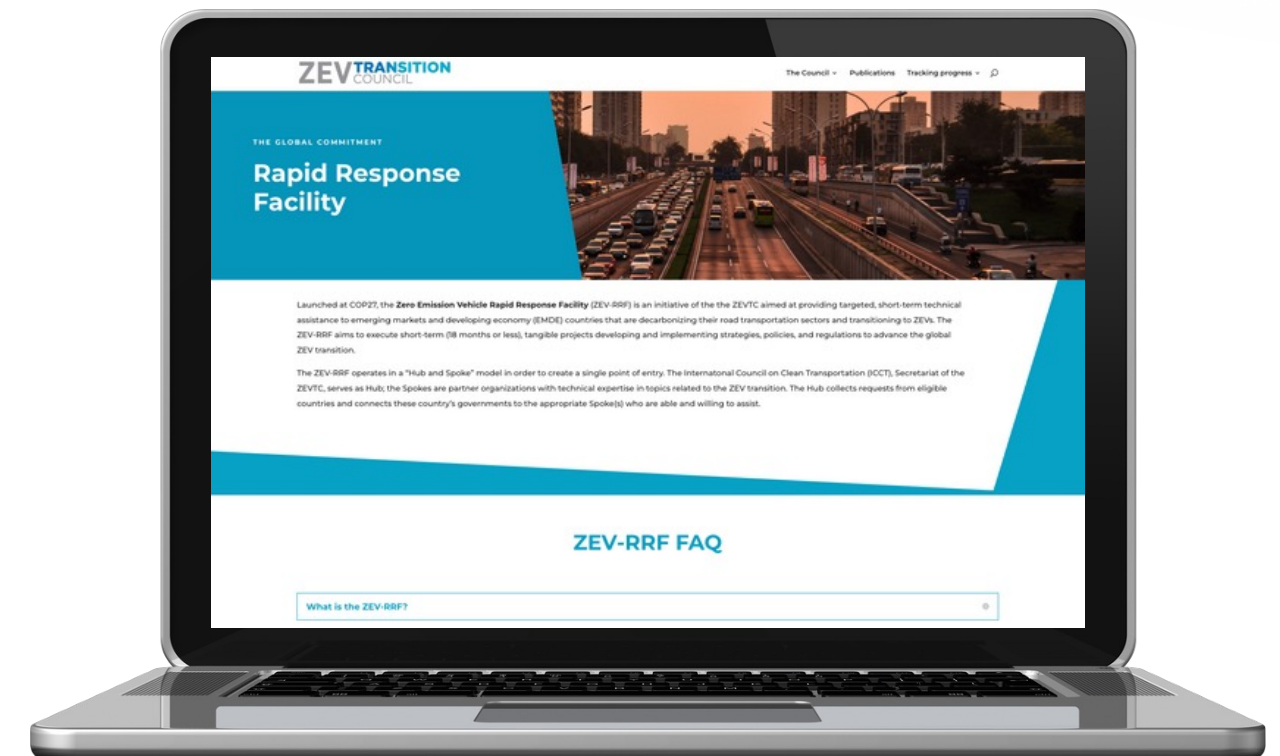 ZEV TRANSITION
COUNCIL
The Council Publications Tracking progress
THE GLOBAL COMMITMENT
Rapid Response
Facility
Launched at COP27, the Zero Emission Vehicle Rapid Response Facility (ZEV-RRF) is an initiative of the the ZEVTC aimed at providing targeted, short-term technical
assistance to emerging markets and developing economy (EMDE) countries that are decarbonizing their road transportation sectors and transitioning to ZEVs. The
ZEV-RRF aims to execute short-term (18 months or less), tangible projects developing and implementing strategies, policies, and regulations to advance the global
ZEV transition.
The ZEV-RRF operates in a "Hub and Spoke" model in order to create a single point of entry. The Internatonal Council on Clean Transportation (ICCT), Secretariat of the
ZEVTC, serves as Hub; the Spokes are partner organizations with technical expertise in topics related to the ZEV transition. The Hub collects requests from eligible
countries and connects these country's governments to the appropriate Spoke(s) who are able and willing to assist.
ZEV-RRF FAQ
What is the ZEV-RRF?